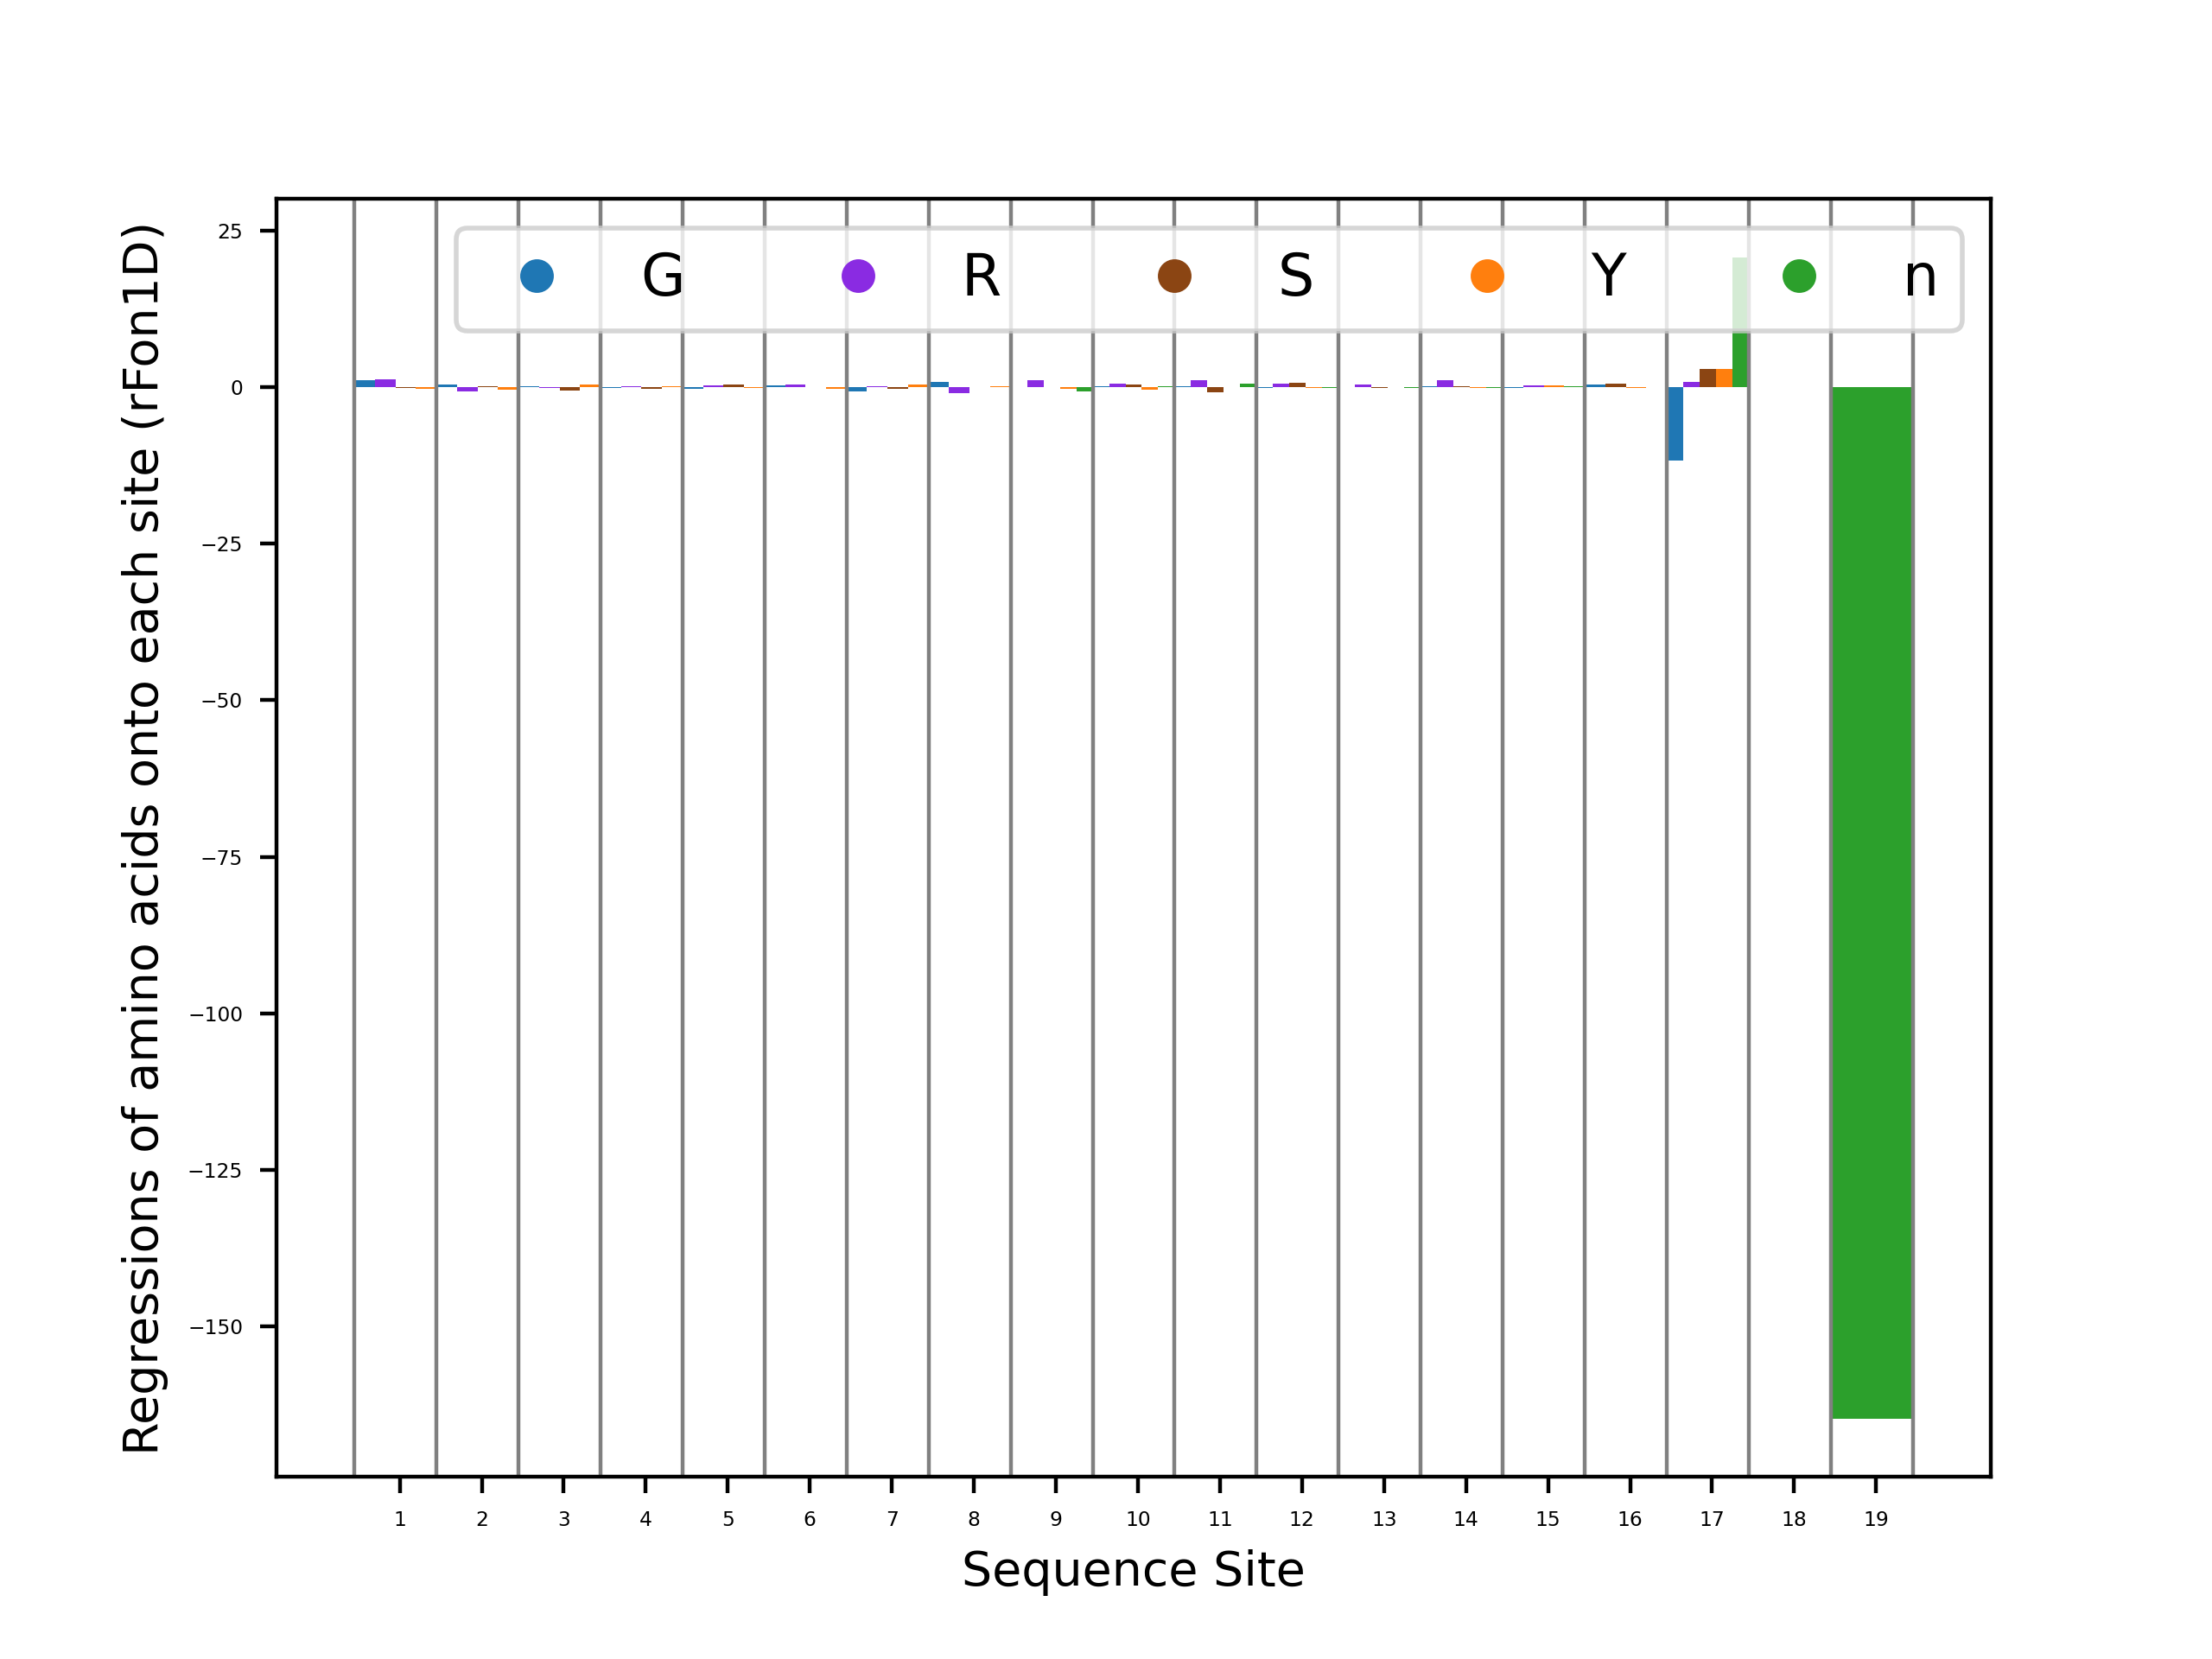 Regressions of amino acids onto each site (rFon1D)
25
0
−25
−50
−75
−100
−125
−150
G R S Y n
1 2 3 4 5 6 7 8 9 10 11 12 13 14 15 16 17 18 19
Sequence Site